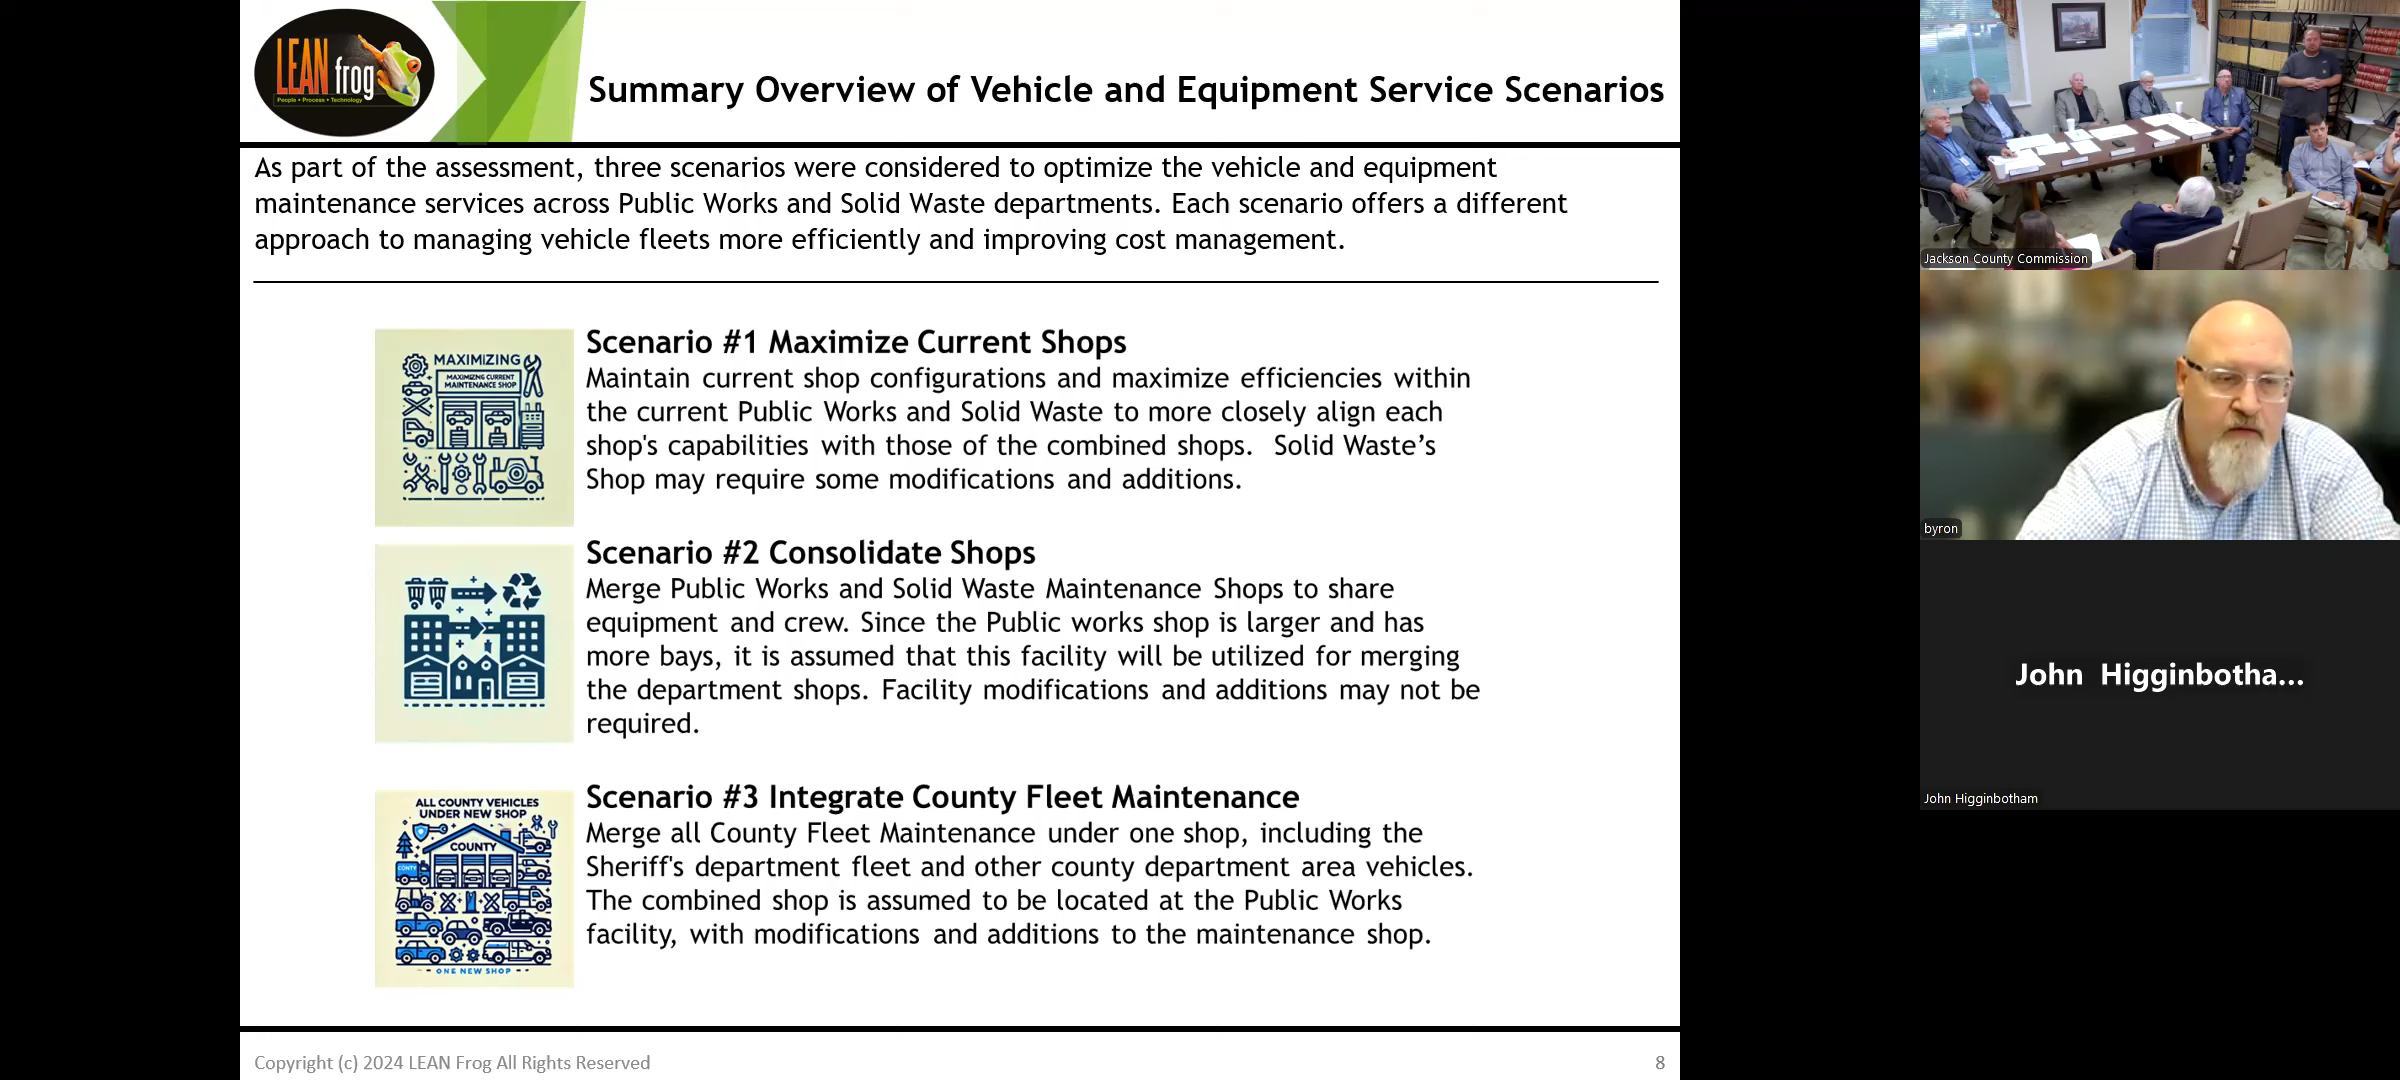 LEAN frog
People • Process • Technology
Summary Overview of Vehicle and Equipment Service Scenarios
As part of the assessment, three scenarios were considered to optimize the vehicle and equipment
maintenance services across Public Works and Solid Waste departments. Each scenario offers a different
approach to managing vehicle fleets more efficiently and improving cost management.
MAXIMIZING
MAXIMIZING CURRENT
MAINTENANCE SHOP
Scenario #1 Maximize Current Shops
Maintain current shop configurations and maximize efficiencies within
the current Public Works and Solid Waste to more closely align each
shop's capabilities with those of the combined shops.  Solid Waste’s
Shop may require some modifications and additions.
Scenario #2 Consolidate Shops
Merge Public Works and Solid Waste Maintenance Shops to share
equipment and crew. Since the Public works shop is larger and has
more bays, it is assumed that this facility will be utilized for merging
the department shops. Facility modifications and additions may not be
required.
ALL COUNTY VEHICLES
UNDER NEW SHOP
COUNTY
ONE NEW SHOP
Scenario #3 Integrate County Fleet Maintenance
Merge all County Fleet Maintenance under one shop, including the
Sheriff's department fleet and other county department area vehicles.
The combined shop is assumed to be located at the Public Works
facility, with modifications and additions to the maintenance shop.
Copyright (c) 2024 LEAN Frog All Rights Reserved
8
Jackson County Commission
byron
John Higginbotha...
John Higginbotham